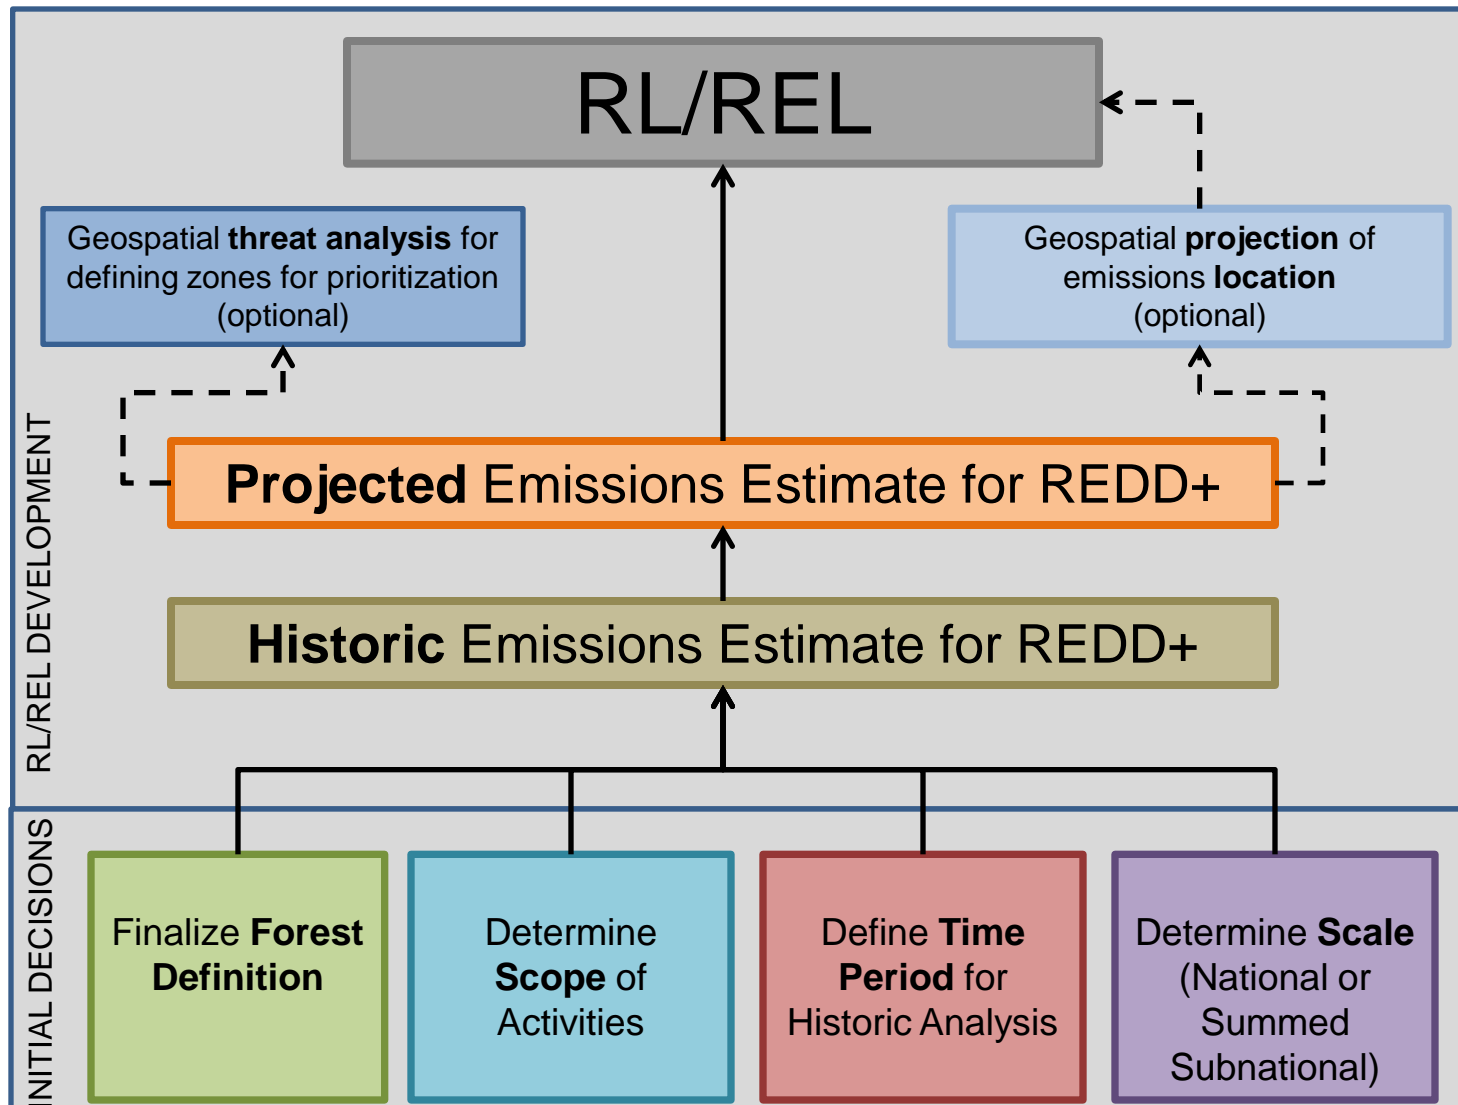 RL/REL
Geospatial threat analysis for
defining zones for prioritization
(optional)
Geospatial projection of
emissions location
(optional)
RL/REL DEVELOPMENT
Projected Emissions Estimate for REDD+
Historic Emissions Estimate for REDD+
INITIAL DECISIONS
Finalize Forest
Definition
Determine
Scope of
Activities
Define Time
Period for
Historic Analysis
Determine Scale
(National or
Summed
Subnational)